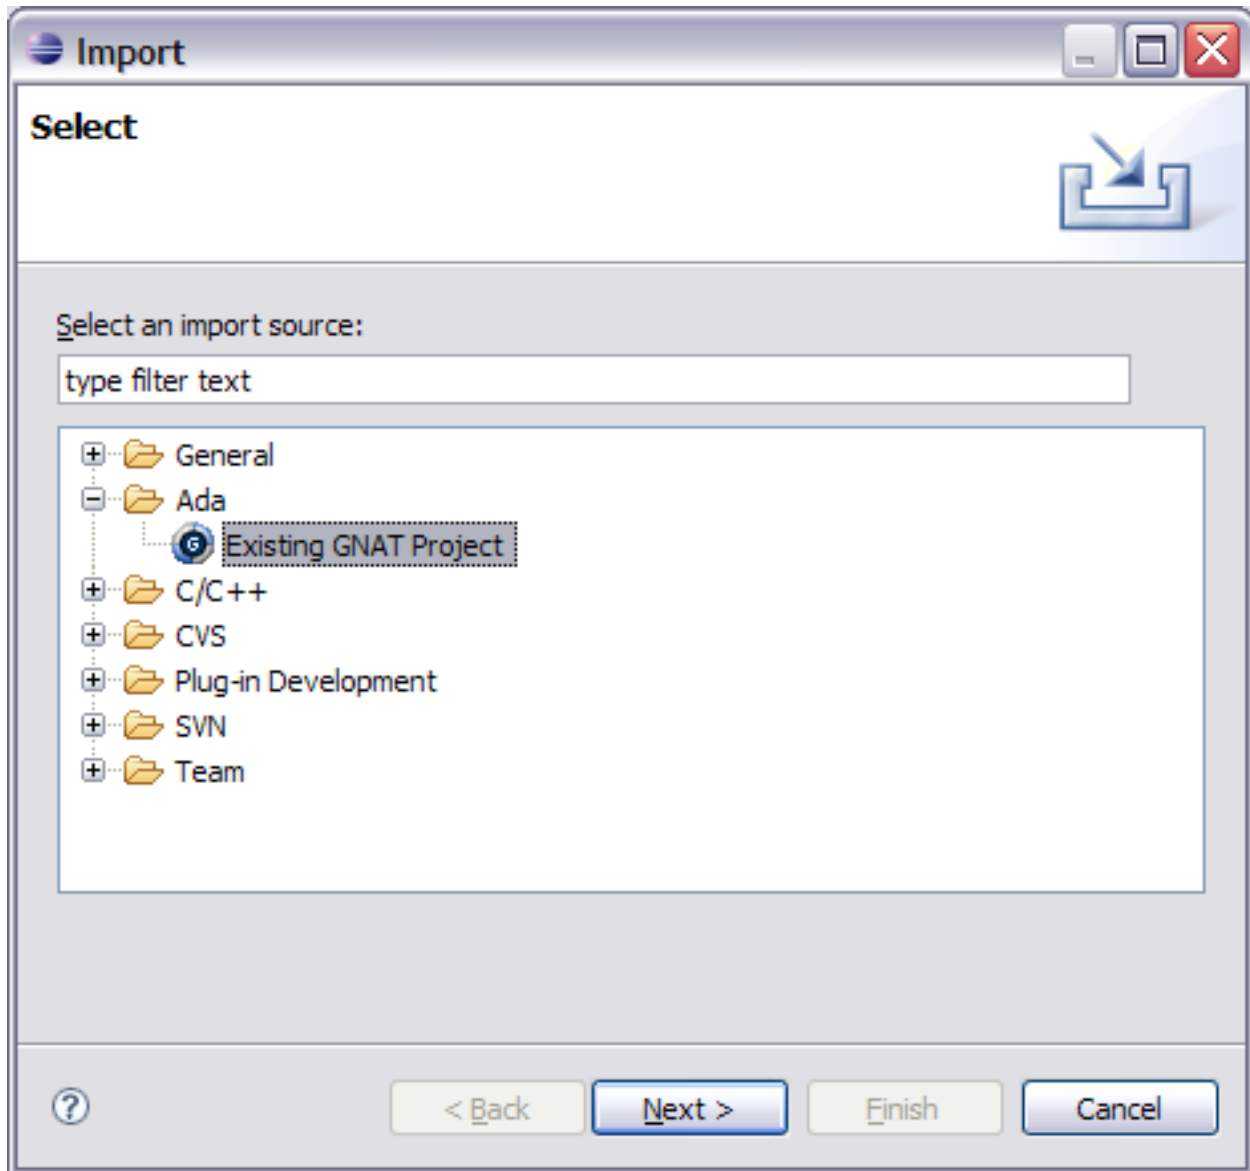 Import
Select
Select an import source:
type filter text
General
Ada
G
Existing GNAT Project
C/C++
CVS
Plug-in Development
SVN
Team
?
< Back
Next >
Finish
Cancel